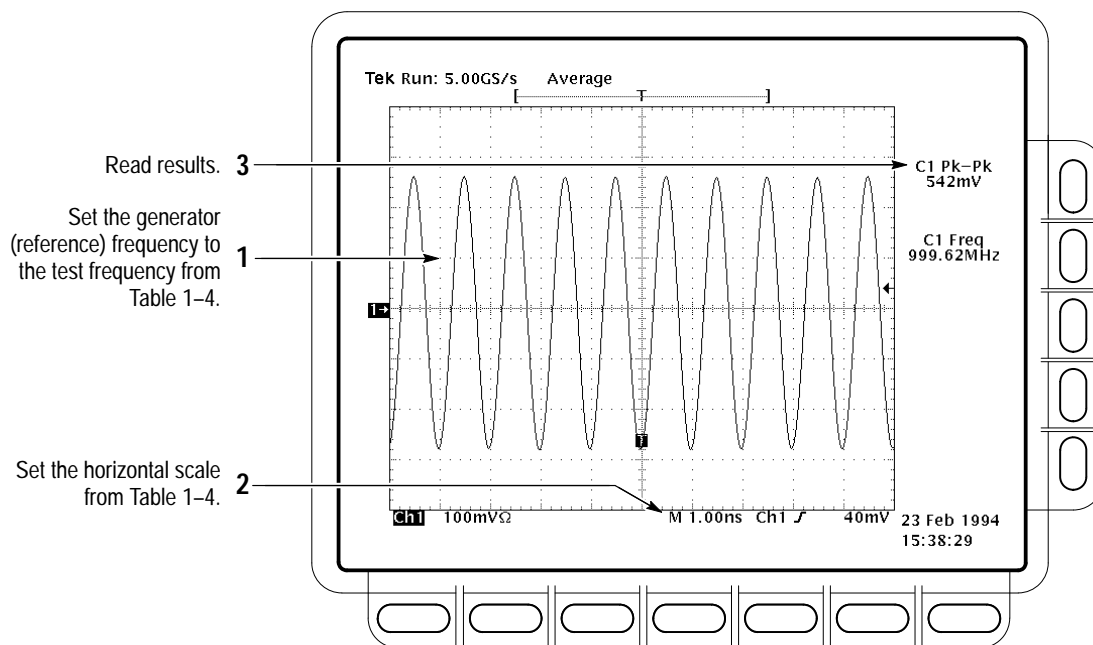 Tek Run: 5.00GS/s Average
[ T ]
Read results. 3
C1 Pk–Pk
542mV
Set the generator
(reference) frequency to
the test frequency from
Table 1–4.
1
C1 Freq
999.62MHz
1→
T
Set the horizontal scale
from Table 1–4.
2
Ch1 100mVΩ M 1.00ns Ch1 ƒ 40mV
23 Feb 1994
15:38:29